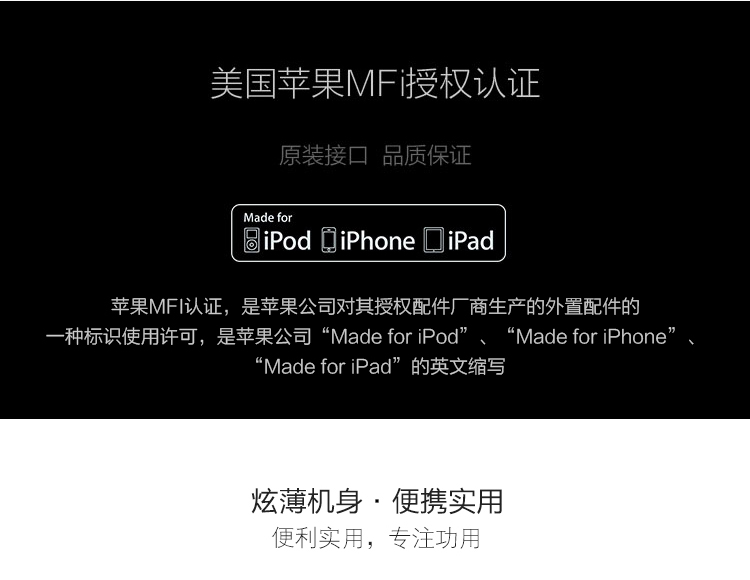 美国苹果MFi授权认证
原装接口 品质保证
Made for
iPod iPhone iPad
苹果MFI认证，是苹果公司对其授权配件厂商生产的外置配件的
一种标识使用许可，是苹果公司“Made for iPod”、“Made for iPhone”、
“Made for iPad”的英文缩写
炫薄机身·便携实用
便利实用，专注功用